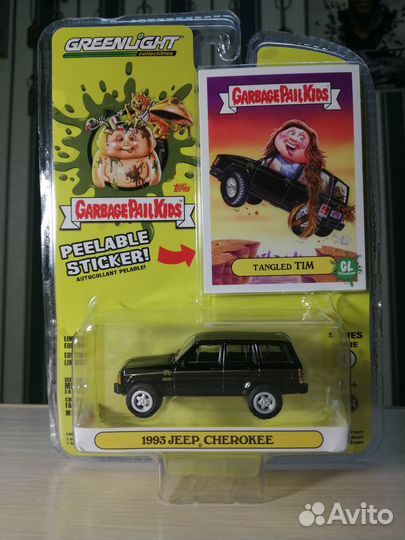 GREENLIGHT
collectibles
GARBAGE PAIL KIDS
Topps
GARBAGE PAIL KIDS
PEELABLE
STICKER!
AUTOCOLLANT PELABLE!
TANGLED TIM
GL
1993 JEEP CHEROKEE
Avito